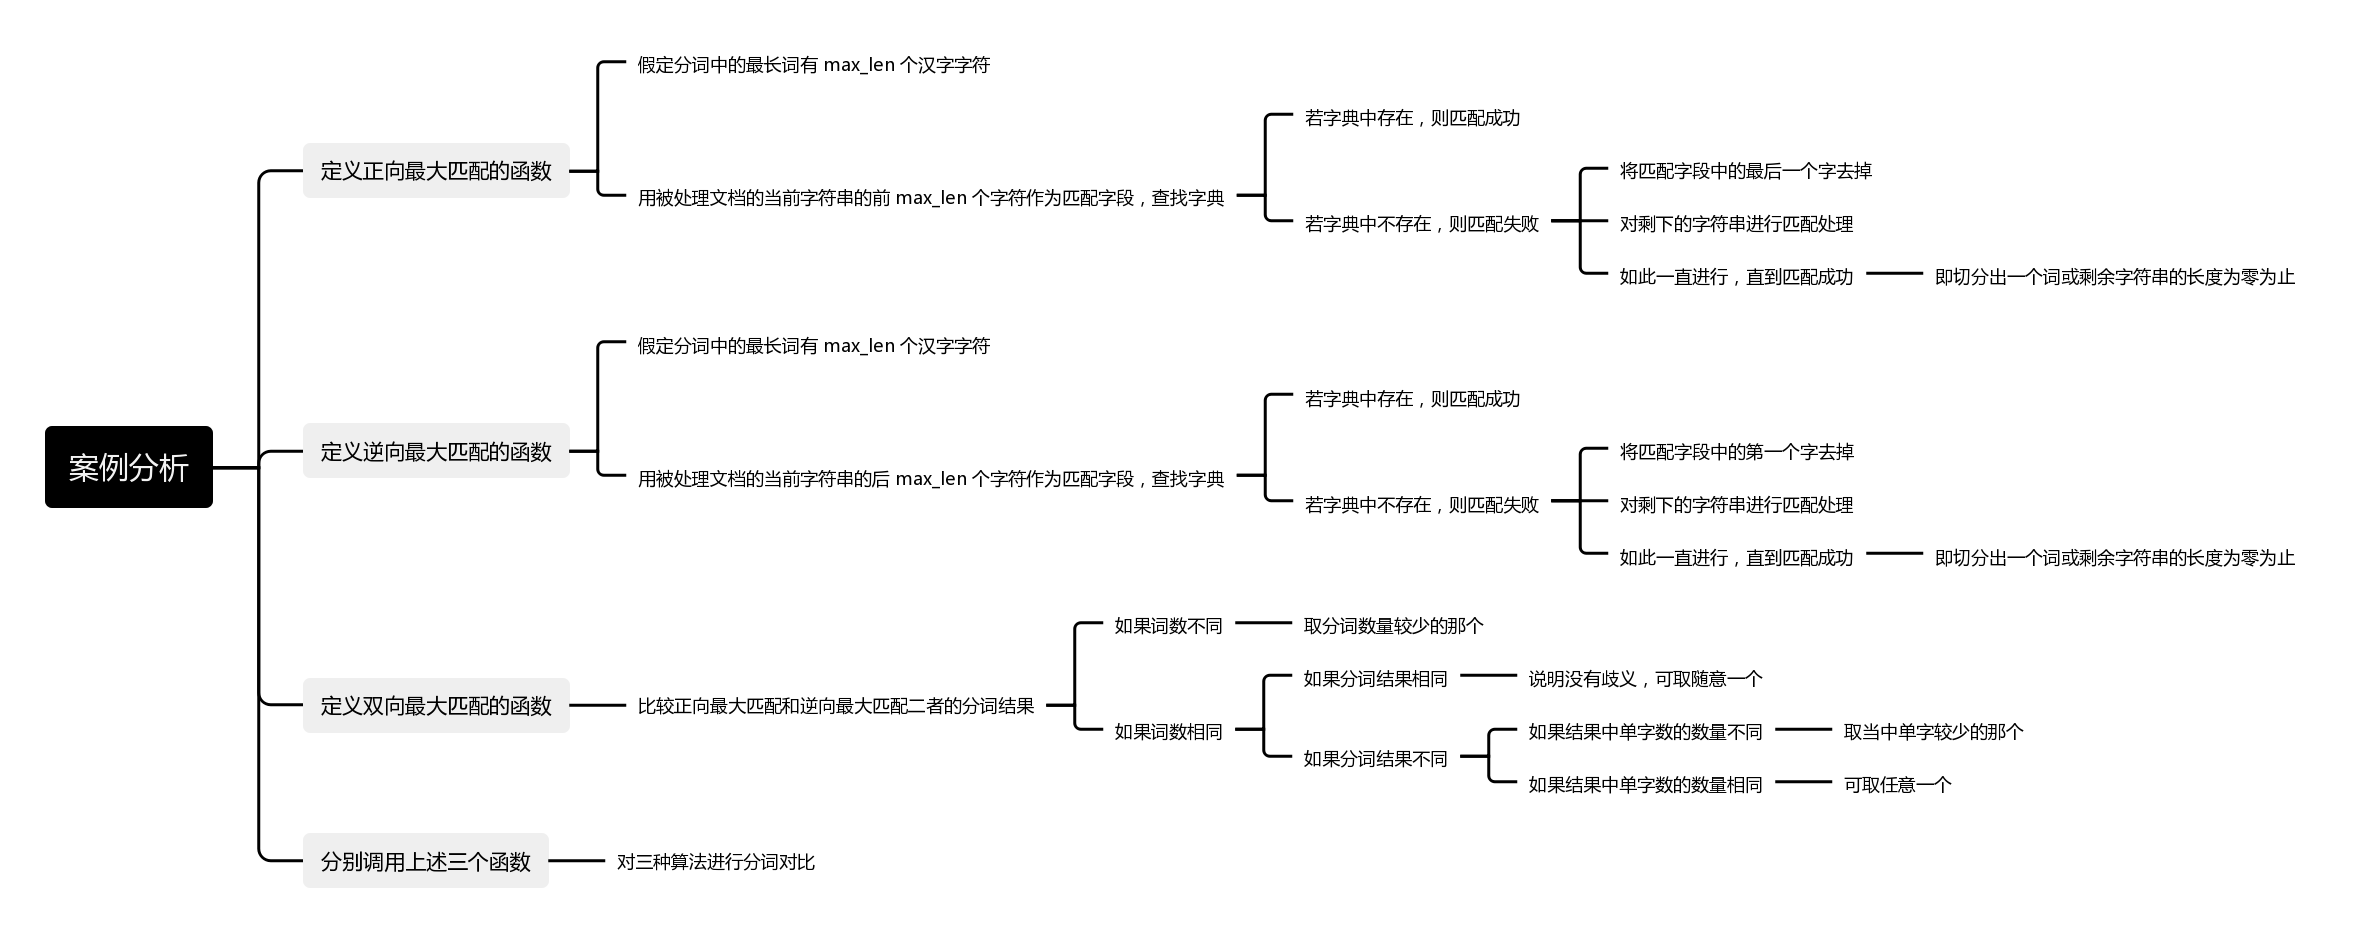 案例分析
定义正向最大匹配的函数
假定分词中的最长词有 max_len 个汉字字符
用被处理文档的当前字符串的前 max_len 个字符作为匹配字段，查找字典
若字典中存在，则匹配成功
若字典中不存在，则匹配失败
将匹配字段中的最后一个字去掉
对剩下的字符串进行匹配处理
如此一直进行，直到匹配成功
即切分出一个词或剩余字符串的长度为零为止
定义逆向最大匹配的函数
假定分词中的最长词有 max_len 个汉字字符
用被处理文档的当前字符串的后 max_len 个字符作为匹配字段，查找字典
若字典中存在，则匹配成功
若字典中不存在，则匹配失败
将匹配字段中的第一个字去掉
对剩下的字符串进行匹配处理
如此一直进行，直到匹配成功
即切分出一个词或剩余字符串的长度为零为止
定义双向最大匹配的函数
比较正向最大匹配和逆向最大匹配二者的分词结果
如果词数不同
取分词数量较少的那个
如果词数相同
如果分词结果相同
说明没有歧义，可取随意一个
如果分词结果不同
如果结果中单字数的数量不同
取当中单字较少的那个
如果结果中单字数的数量相同
可取任意一个
分别调用上述三个函数
对三种算法进行分词对比